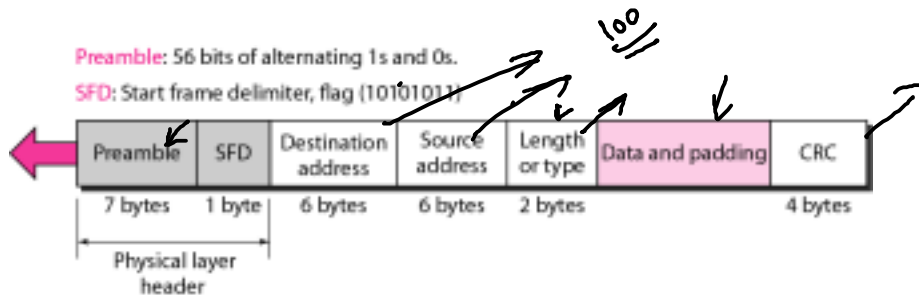 100
Preamble: 56 bits of alternating 1s and 0s.
SFD: Start frame delimiter, flag (10101011)
Preamble SFD Destination address Source address Length or type Data and padding CRC
7 bytes 1 byte 6 bytes 6 bytes 2 bytes 4 bytes
Physical layer
header